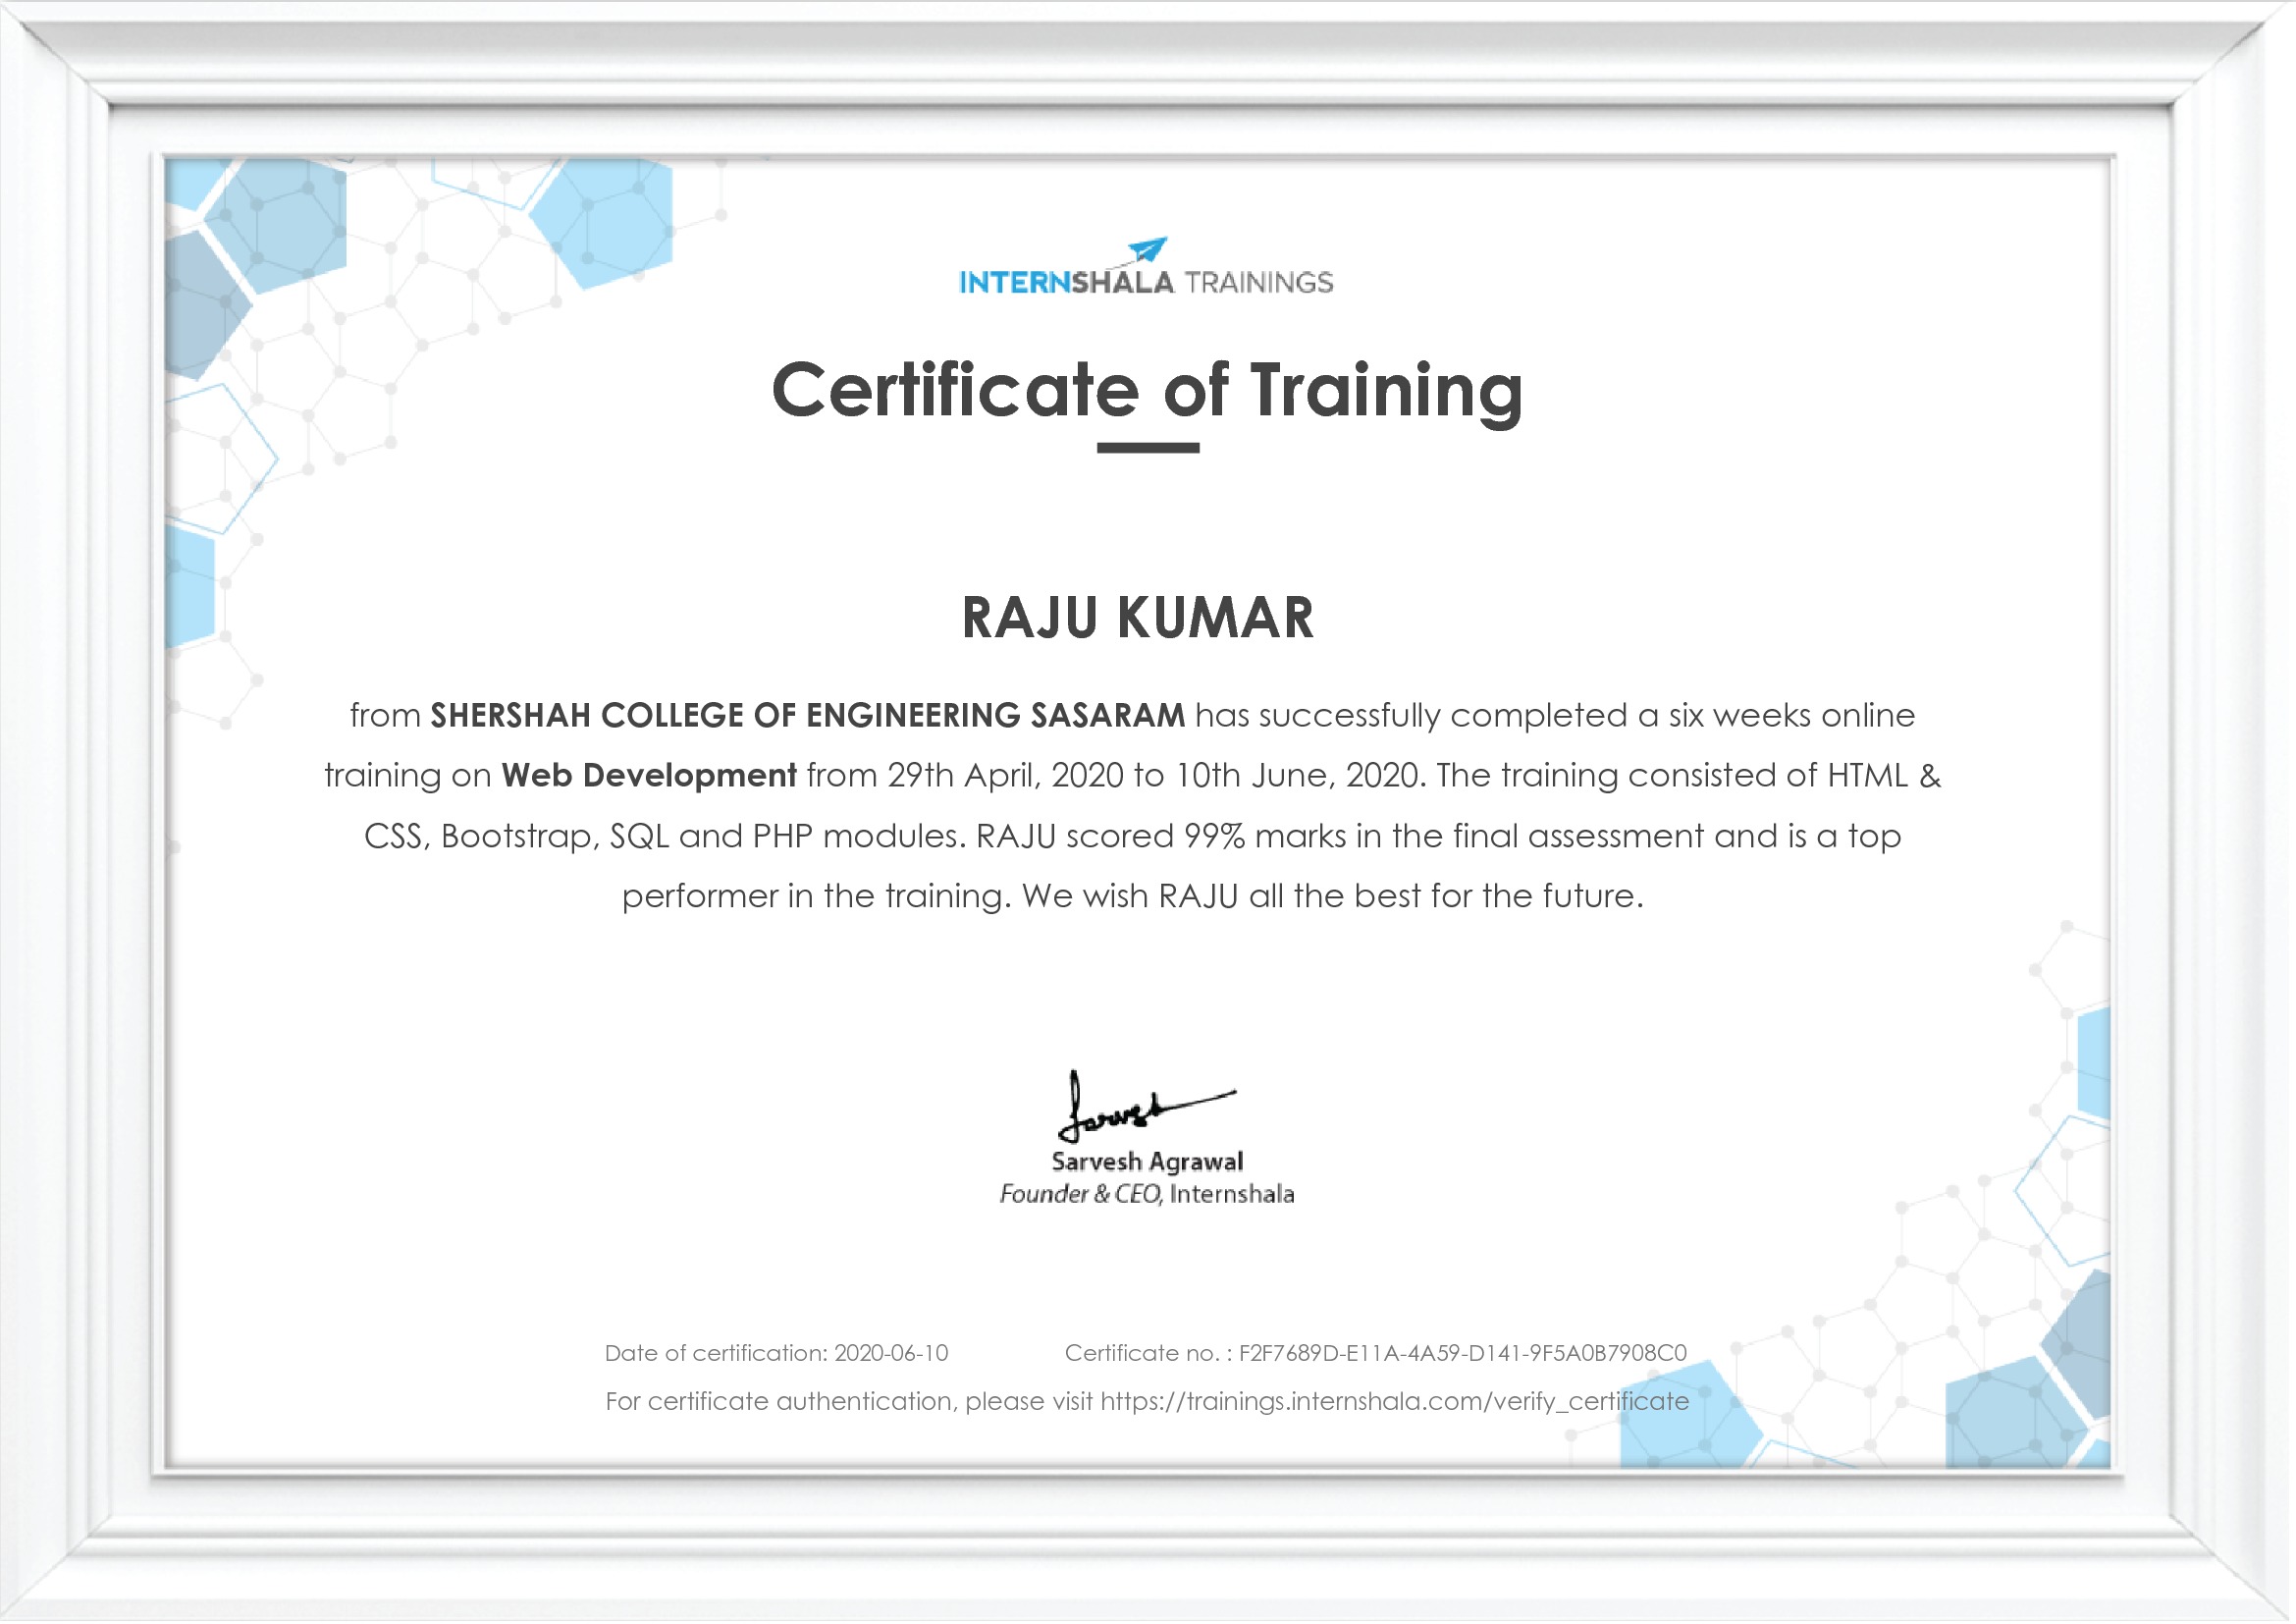 INTERNSHALA TRAININGS
Certificate of Training
RAJU KUMAR
from SHERSHAH COLLEGE OF ENGINEERING SASARAM has successfully completed a six weeks online
training on Web Development from 29th April, 2020 to 10th June, 2020. The training consisted of HTML &
CSS, Bootstrap, SQL and PHP modules. RAJU scored 99% marks in the final assessment and is a top
performer in the training. We wish RAJU all the best for the future.
Sarvesh
Sarvesh Agrawal
Founder & CEO, Internshala
Date of certification: 2020-06-10 Certificate no. : F2F7689D-E11A-4A59-D141-9F5A0B7908C0
For certificate authentication, please visit https://trainings.internshala.com/verify_certificate